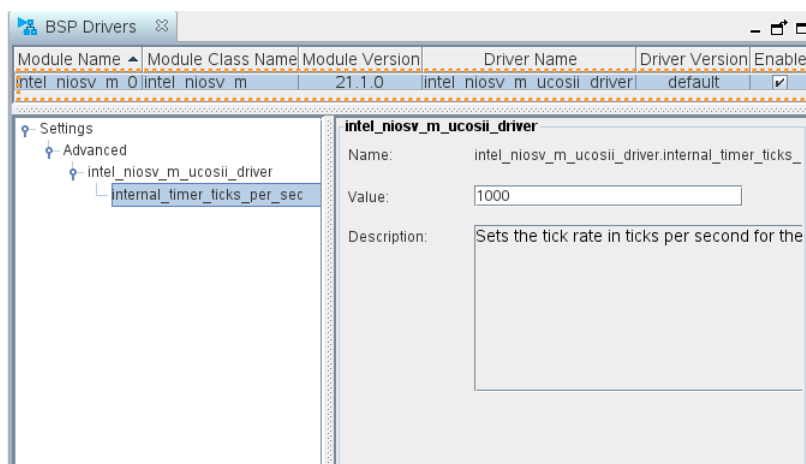 BSP Drivers
Module Name Module Class Name Module Version Driver Name Driver Version Enable
intel_niosv_m_0 intel_niosv_m 21.1.0 intel_niosv_m_ucosii_driver default
Settings
Advanced
intel_niosv_m_ucosii_driver
internal_timer_ticks_per_sec
intel_niosv_m_ucosii_driver
Name: intel_niosv_m_ucosii_driver.internal_timer_ticks_
Value: 1000
Description: Sets the tick rate in ticks per second for the